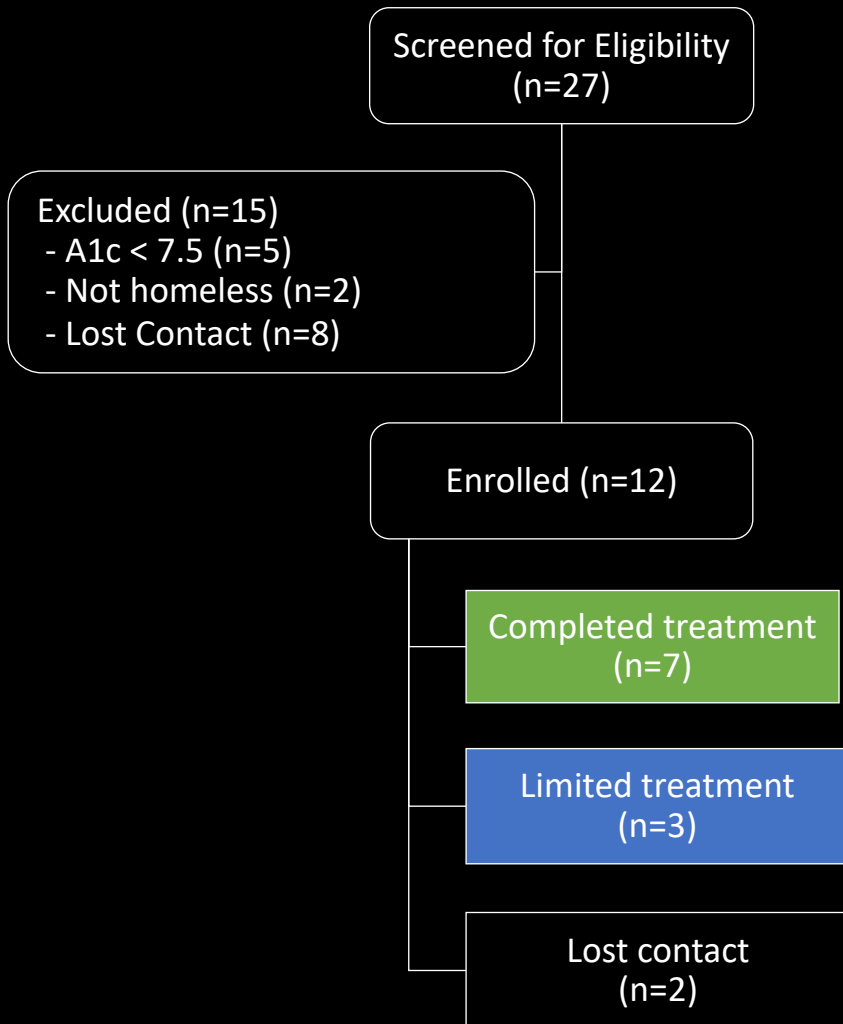 Screened for Eligibility
(n=27)
Excluded (n=15)
- A1c < 7.5 (n=5)
- Not homeless (n=2)
- Lost Contact (n=8)
Enrolled (n=12)
Completed treatment
(n=7)
Limited treatment
(n=3)
Lost contact
(n=2)